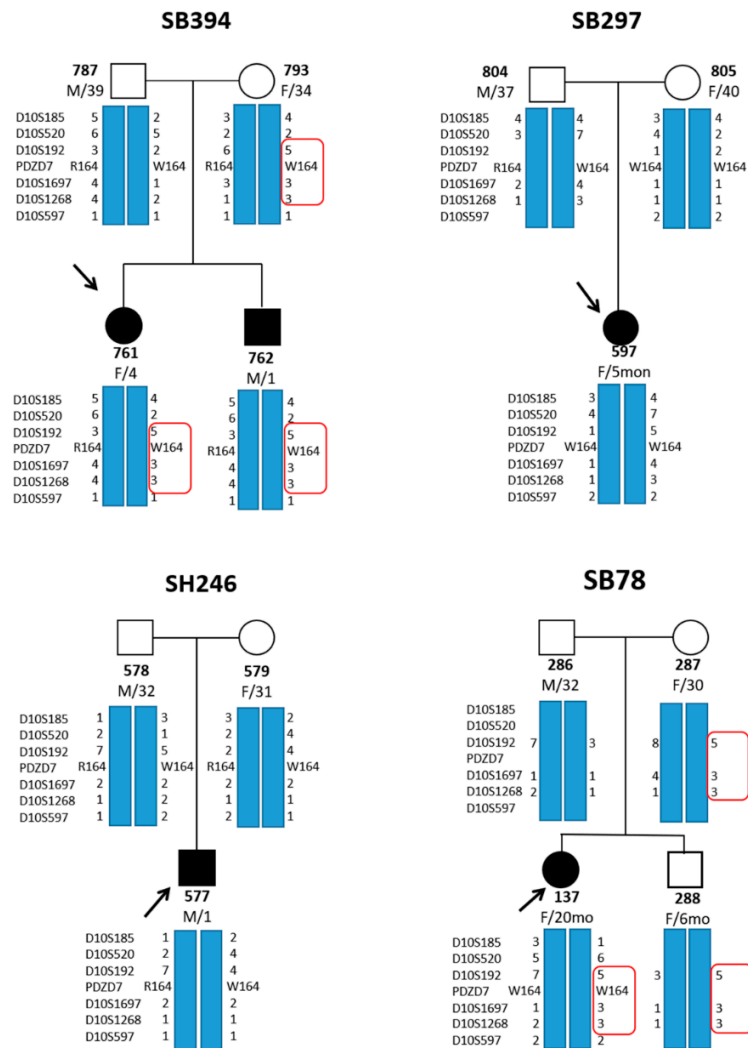 SB394
787 793
M/39 F/34
D10S185 5 2 3 4
D10S520 6 5 2 2
D10S192 3 2 6 5
PDZD7 R164 W164 R164 W164
D10S1697 4 1 3 3
D10S1268 4 2 1 3
D10S597 1 1 1 1
761 762
F/4 M/1
D10S185 5 4 5 4
D10S520 6 2 6 2
D10S192 3 5 3 5
PDZD7 R164 W164 R164 W164
D10S1697 4 3 4 3
D10S1268 4 3 4 3
D10S597 1 1 1 1
SB297
804 805
M/37 F/40
D10S185 4 4 3 4
D10S520 3 7 4 2
D10S192 1 2
PDZD7 R164 W164 W164 W164
D10S1697 2 4 1 1
D10S1268 1 3 1 1
D10S597 2 2
597
F/5mon
D10S185 3 4
D10S520 4 7
D10S192 1 5
PDZD7 W164 W164
D10S1697 1 4
D10S1268 1 3
D10S597 2 2
SH246
578 579
M/32 F/31
D10S185 1 3 3 2
D10S520 2 1 2 4
D10S192 7 5 2 4
PDZD7 R164 W164 R164 W164
D10S1697 2 2 2 2
D10S1268 1 2 1 1
D10S597 1 2 2 1
577
M/1
D10S185 1 2
D10S520 2 4
D10S192 7 4
PDZD7 R164 W164
D10S1697 2 2
D10S1268 1 1
D10S597 1 1
SB78
286 287
M/32 F/30
D10S185
D10S520
D10S192 7 3 8 5
PDZD7
D10S1697 1 1 4 3
D10S1268 2 1 1 3
D10S597
137 288
F/20mo F/6mo
D10S185 3 1
D10S520 5 6
D10S192 7 5 3 5
PDZD7 W164 W164
D10S1697 1 3 1 3
D10S1268 2 3 1 3
D10S597 2 2